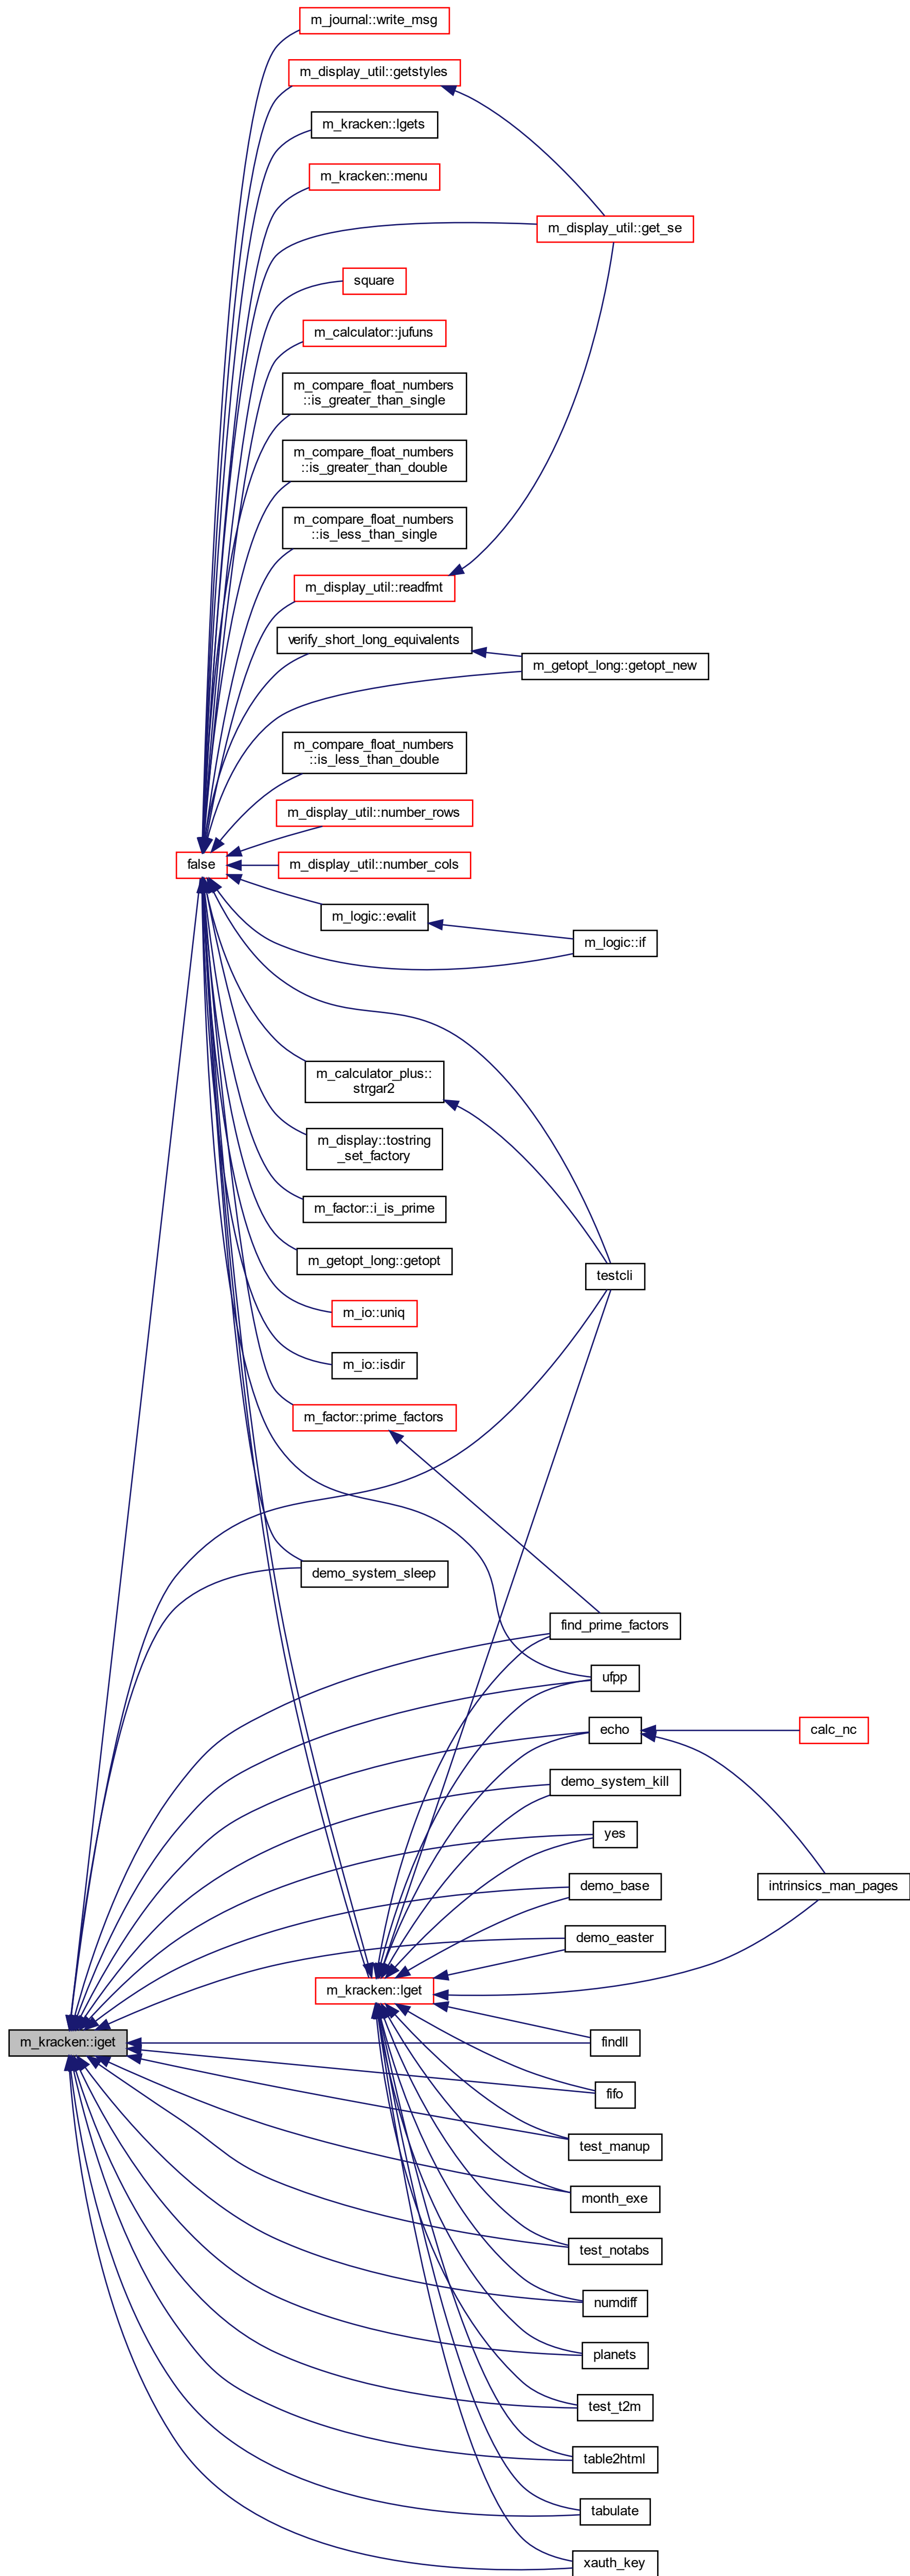 m_journal::write_msg
m_display_util::getstyles
m_kracken::lgets
m_kracken::menu
m_display_util::get_se
square
m_calculator::jufuns
m_compare_float_numbers
::is_greater_than_single
m_compare_float_numbers
::is_greater_than_double
m_compare_float_numbers
::is_less_than_single
m_display_util::readfmt
verify_short_long_equivalents
m_getopt_long::getopt_new
m_compare_float_numbers
::is_less_than_double
m_display_util::number_rows
false
m_display_util::number_cols
m_logic::evalit
m_logic::if
m_calculator_plus::
strgar2
m_display::tostring
_set_factory
m_factor::i_is_prime
m_getopt_long::getopt
testcli
m_io::uniq
m_io::isdir
m_factor::prime_factors
demo_system_sleep
find_prime_factors
ufpp
echo
calc_nc
demo_system_kill
yes
demo_base
intrinsics_man_pages
demo_easter
m_kracken::lget
m_kracken::iget
findll
fifo
test_manup
month_exe
test_notabs
numdiff
planets
test_t2m
table2html
tabulate
xauth_key